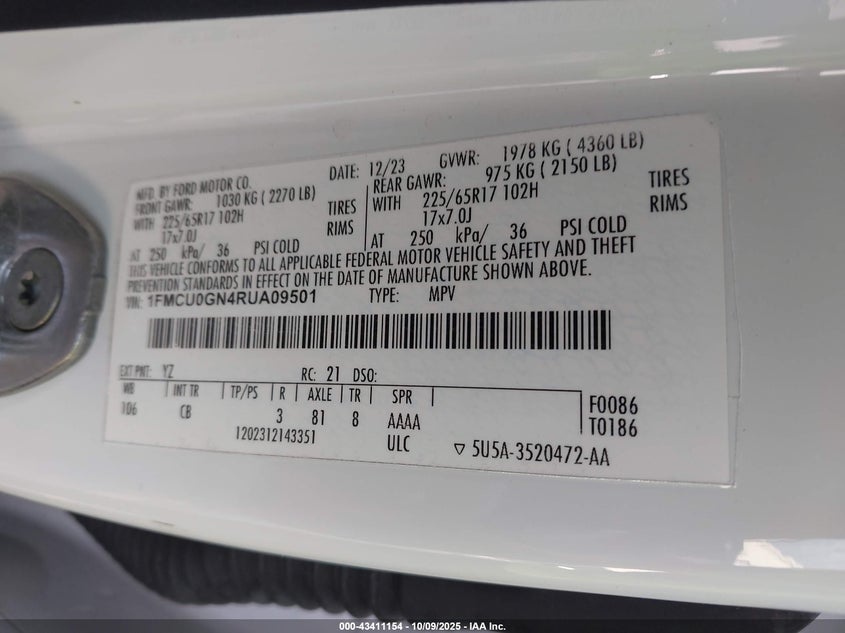 MFD. BY FORD MOTOR CO.
DATE: 12/23 GVWR: 1978 KG ( 4360 LB)
FRONT GAWR: 1030 KG ( 2270 LB)
REAR GAWR: 975 KG ( 2150 LB)
WITH 225/65R17 102H TIRES
WITH 225/65R17 102H TIRES
17x7.0J RIMS
17x7.0J RIMS
AT 250 kPa/ 36 PSI COLD
AT 250 kPa/ 36 PSI COLD
THIS VEHICLE CONFORMS TO ALL APPLICABLE FEDERAL MOTOR VEHICLE SAFETY AND THEFT
PREVENTION STANDARDS IN EFFECT ON THE DATE OF MANUFACTURE SHOWN ABOVE.
VIN: 1FMCU0GN4RUA09501 TYPE: MPV
EXT PNT: YZ RC: 21 DSO:
WB INT TR TP/PS R AXLE TR SPR
106 CB 3 81 8 AAAA
F0086
T0186
1202312143351 ULC ▽ 5U5A-3520472-AA
000-43411154 - 10/09/2025 - IAA Inc.